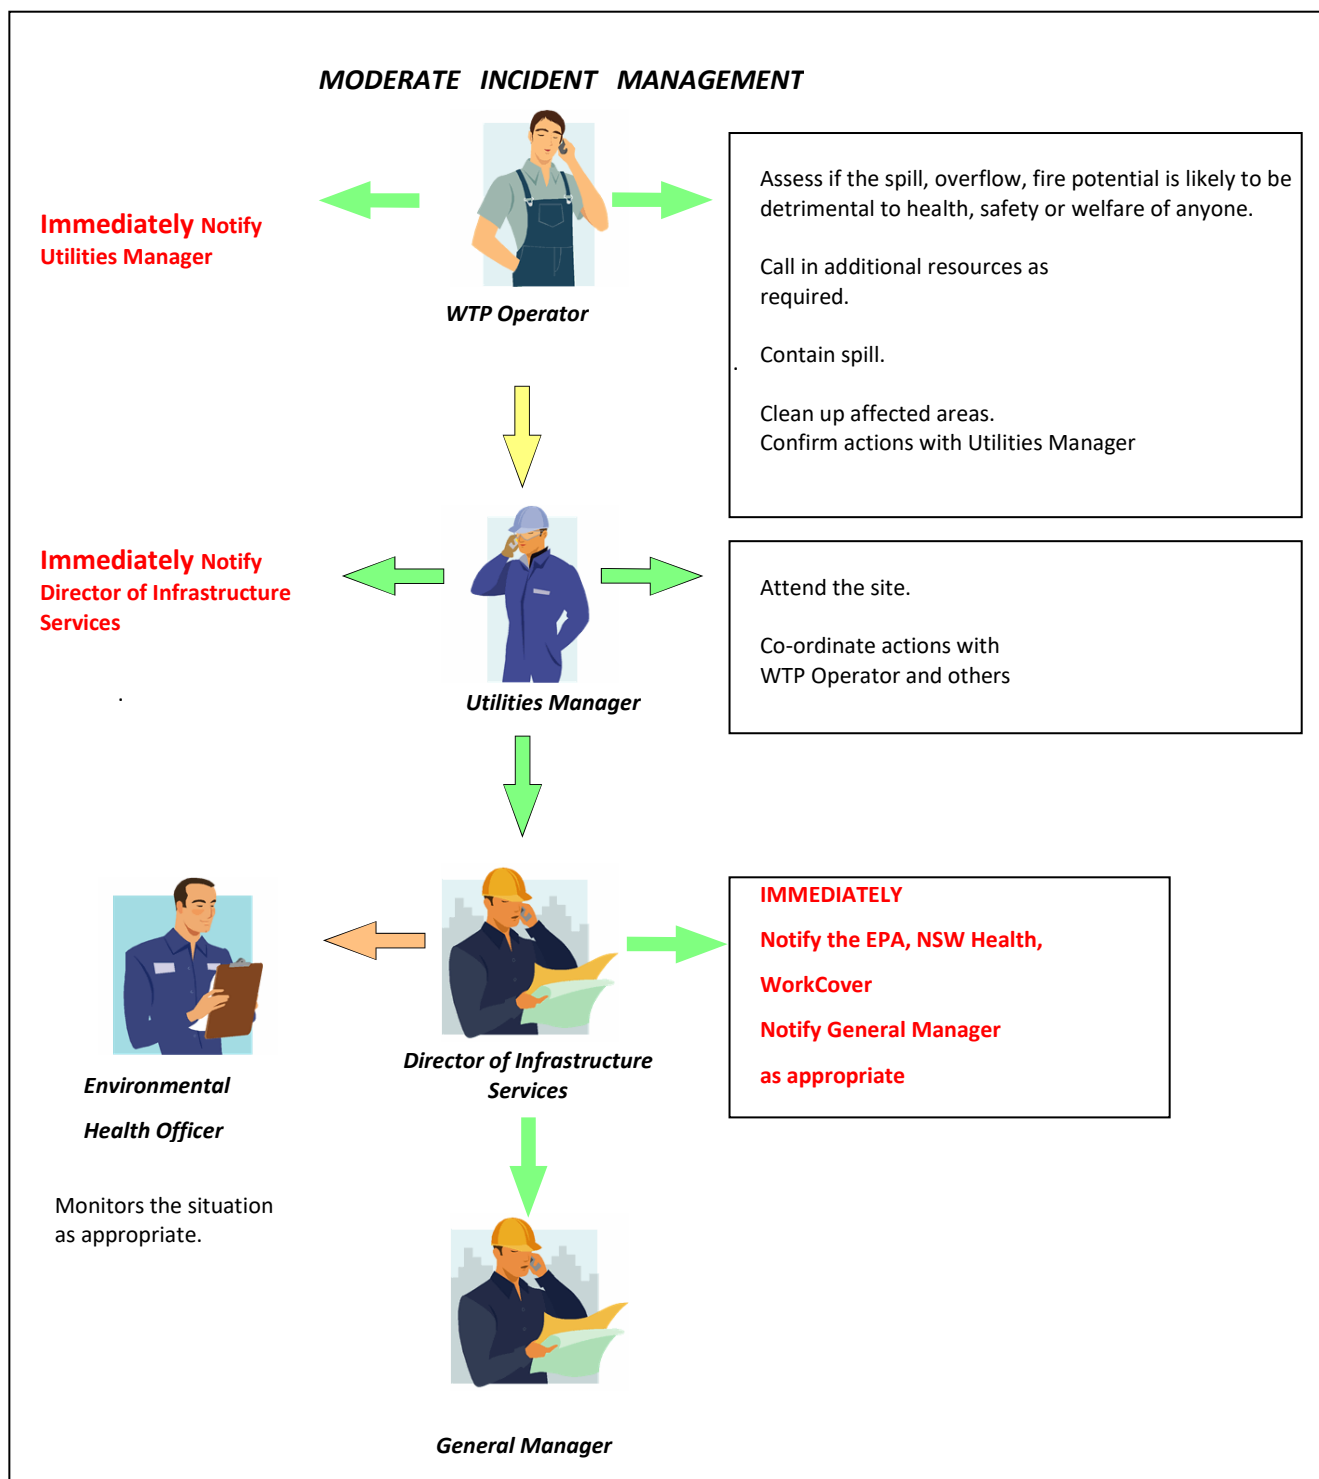 MODERATE INCIDENT MANAGEMENT
Immediately Notify
Utilities Manager
WTP Operator
Assess if the spill, overflow, fire potential is likely to be
detrimental to health, safety or welfare of anyone.
Call in additional resources as
required.
Contain spill.
.
Clean up affected areas.
Confirm actions with Utilities Manager
Immediately Notify
Director of Infrastructure
Services
.
Utilities Manager
Attend the site.
Co-ordinate actions with
WTP Operator and others
Environmental
Health Officer
Monitors the situation
as appropriate.
Director of Infrastructure
Services
IMMEDIATELY
Notify the EPA, NSW Health,
WorkCover
Notify General Manager
as appropriate
General Manager